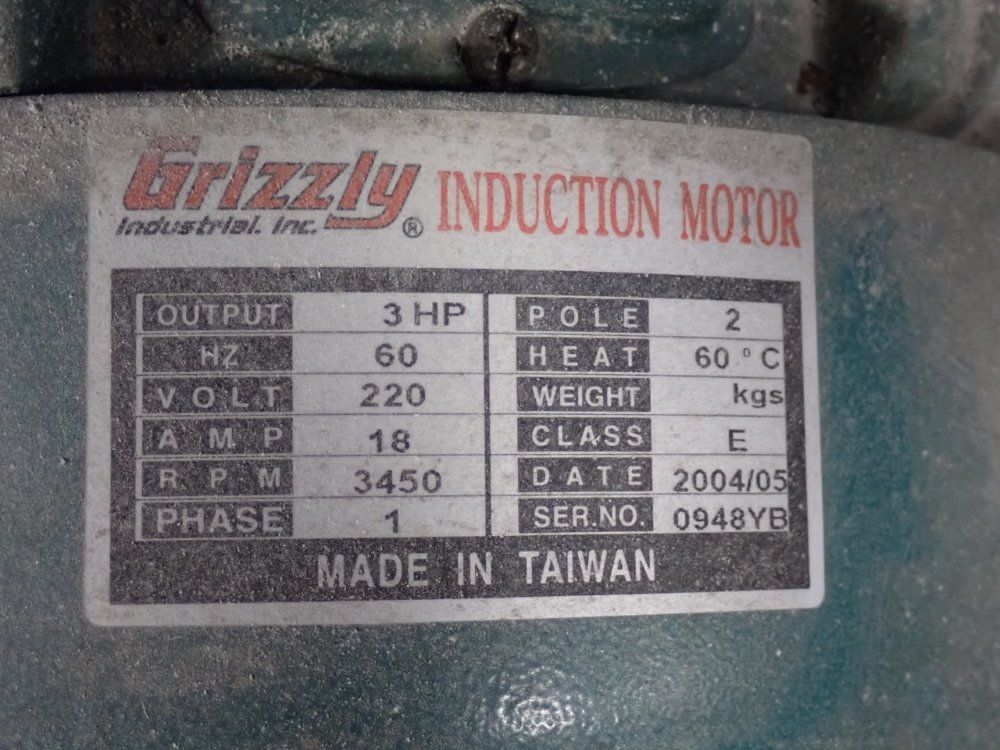 Grizzly ® INDUCTION MOTOR
Industrial, Inc.
OUTPUT 3 HP POLE 2
HZ 60 HEAT 60 °C
VOLT 220 WEIGHT kgs
AMP 18 CLASS E
R.P.M 3450 DATE 2004/05
PHASE 1 SER.NO. 0948YB
MADE IN TAIWAN